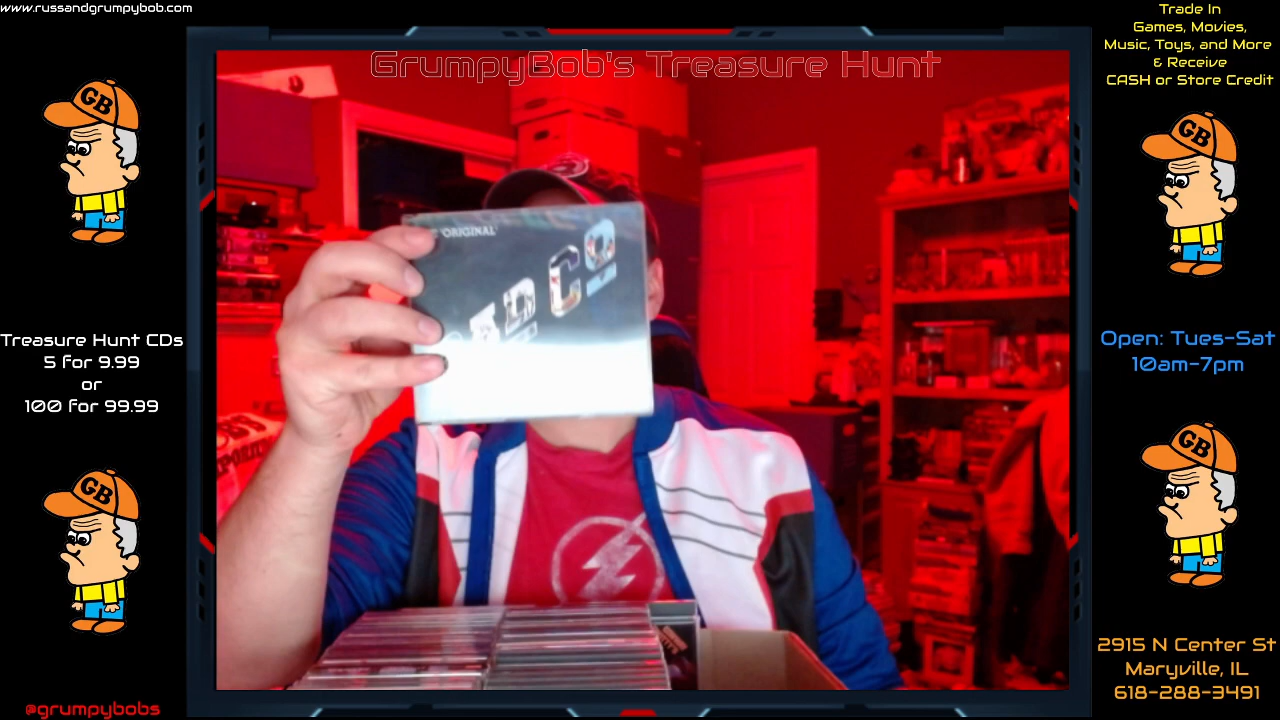 www.russandgrumpybob.com
GrumpyBob's Treasure Hunt
Trade In
Games, Movies,
Music, Toys, and More
& Receive
CASH or Store Credit
GB
GB
'ORIGINAL'
Treasure Hunt CDs
5 for 9.99
or
100 for 99.99
Open: Tues-Sat
10am-7pm
GB
GB
2915 N Center St
Maryville, IL
618-288-3491
@grumpybobs